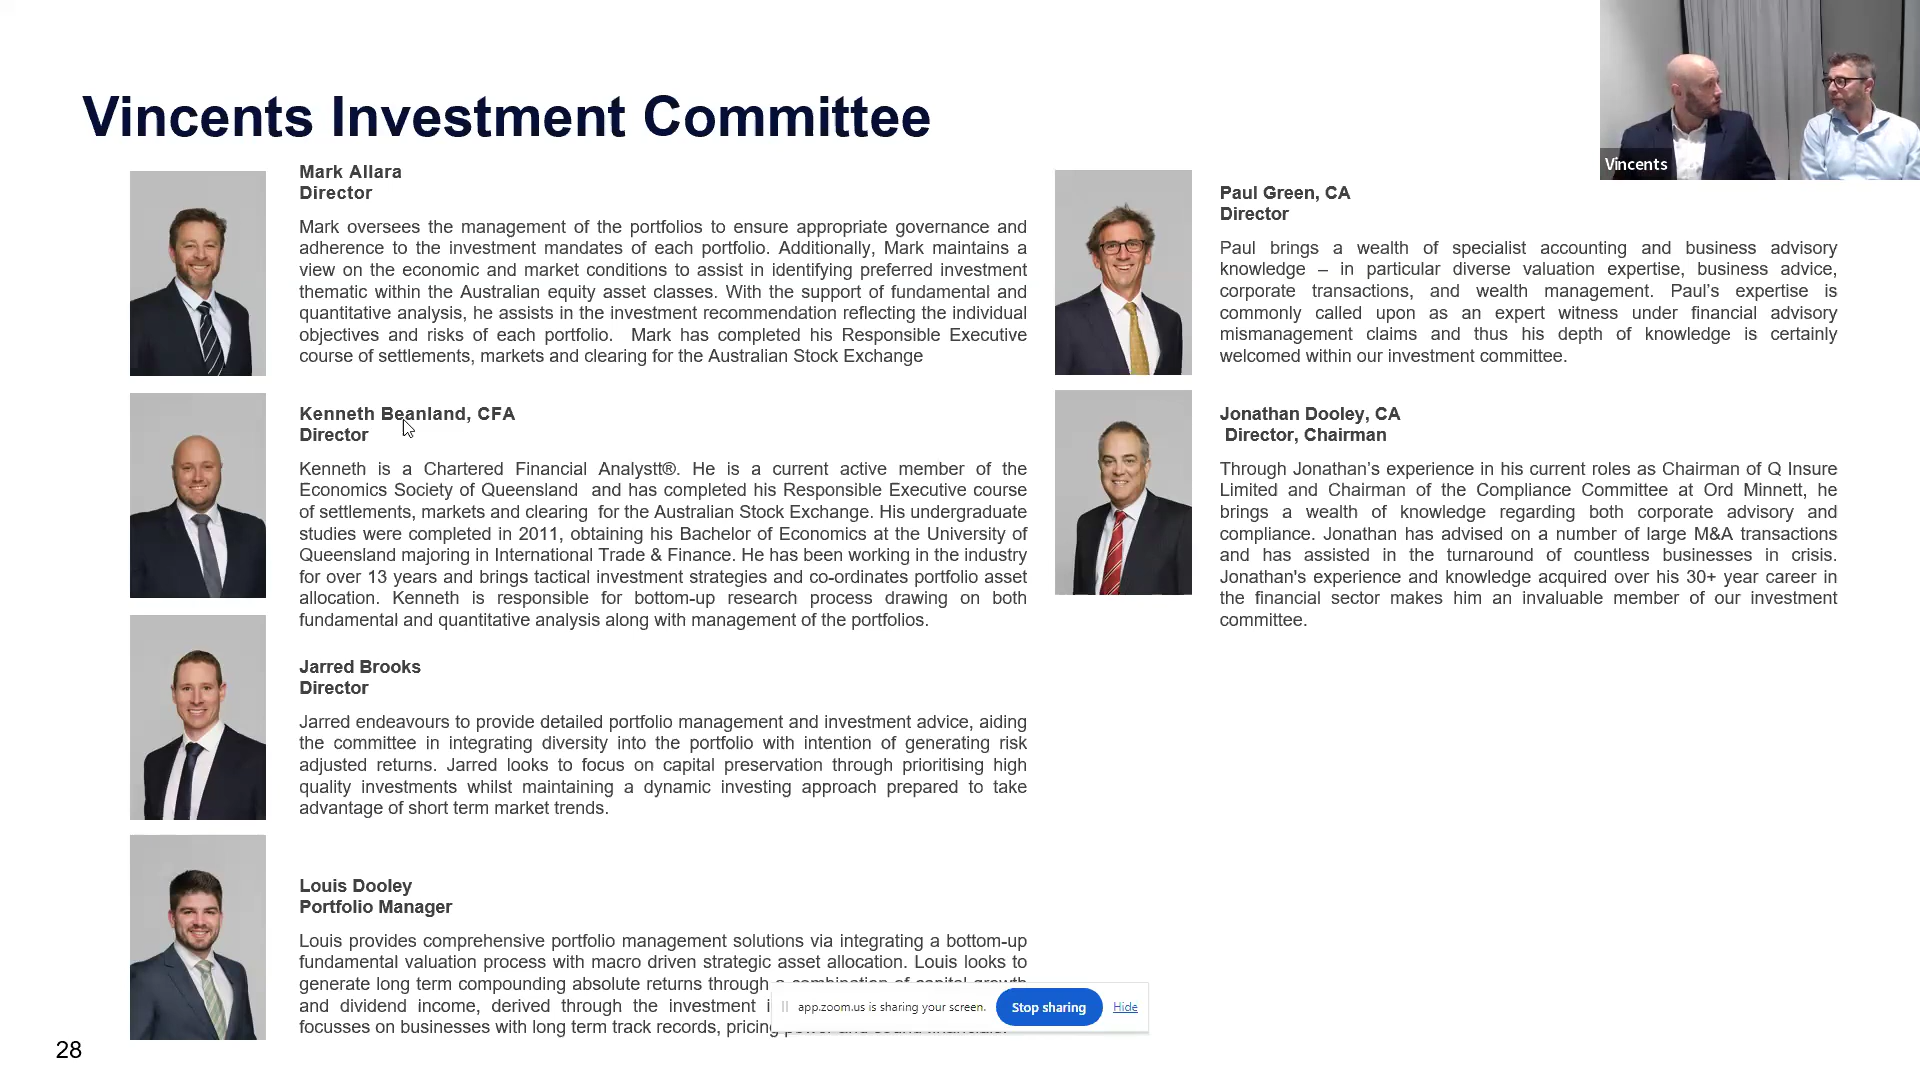 Vincents Investment Committee
Mark Allara
Director
Mark oversees the management of the portfolios to ensure appropriate governance and
adherence to the investment mandates of each portfolio. Additionally, Mark maintains a
view on the economic and market conditions to assist in identifying preferred investment
thematic within the Australian equity asset classes. With the support of fundamental and
quantitative analysis, he assists in the investment recommendation reflecting the individual
objectives and risks of each portfolio. Mark has completed his Responsible Executive
course of settlements, markets and clearing for the Australian Stock Exchange
Kenneth Beanland, CFA
Director
Kenneth is a Chartered Financial Analystt®. He is a current active member of the
Economics Society of Queensland and has completed his Responsible Executive course
of settlements, markets and clearing for the Australian Stock Exchange. His undergraduate
studies were completed in 2011, obtaining his Bachelor of Economics at the University of
Queensland majoring in International Trade & Finance. He has been working in the industry
for over 13 years and brings tactical investment strategies and co-ordinates portfolio asset
allocation. Kenneth is responsible for bottom-up research process drawing on both
fundamental and quantitative analysis along with management of the portfolios.
Jarred Brooks
Director
Jarred endeavours to provide detailed portfolio management and investment advice, aiding
the committee in integrating diversity into the portfolio with intention of generating risk
adjusted returns. Jarred looks to focus on capital preservation through prioritising high
quality investments whilst maintaining a dynamic investing approach prepared to take
advantage of short term market trends.
Louis Dooley
Portfolio Manager
Louis provides comprehensive portfolio management solutions via integrating a bottom-up
fundamental valuation process with macro driven strategic asset allocation. Louis looks to
generate long term compounding absolute returns through a combination of capital growth
and dividend income, derived through the investment
focusses on businesses with long term track records, pricing
Paul Green, CA
Director
Paul brings a wealth of specialist accounting and business advisory
knowledge – in particular diverse valuation expertise, business advice,
corporate transactions, and wealth management. Paul's expertise is
commonly called upon as an expert witness under financial advisory
mismanagement claims and thus his depth of knowledge is certainly
welcomed within our investment committee.
Jonathan Dooley, CA
Director, Chairman
Through Jonathan's experience in his current roles as Chairman of Q Insure
Limited and Chairman of the Compliance Committee at Ord Minnett, he
brings a wealth of knowledge regarding both corporate advisory and
compliance. Jonathan has advised on a number of large M&A transactions
and has assisted in the turnaround of countless businesses in crisis.
Jonathan's experience and knowledge acquired over his 30+ year career in
the financial sector makes him an invaluable member of our investment
committee.
Vincents
app.zoom.us is sharing your screen.
Stop sharing
Hide
28